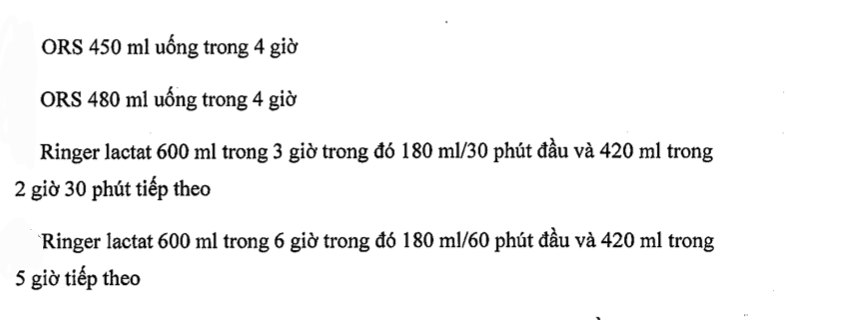 ORS 450 ml uống trong 4 giờ
ORS 480 ml uống trong 4 giờ
Ringer lactat 600 ml trong 3 giờ trong đó 180 ml/30 phút đầu và 420 ml trong
2 giờ 30 phút tiếp theo
Ringer lactat 600 ml trong 6 giờ trong đó 180 ml/60 phút đầu và 420 ml trong
5 giờ tiếp theo